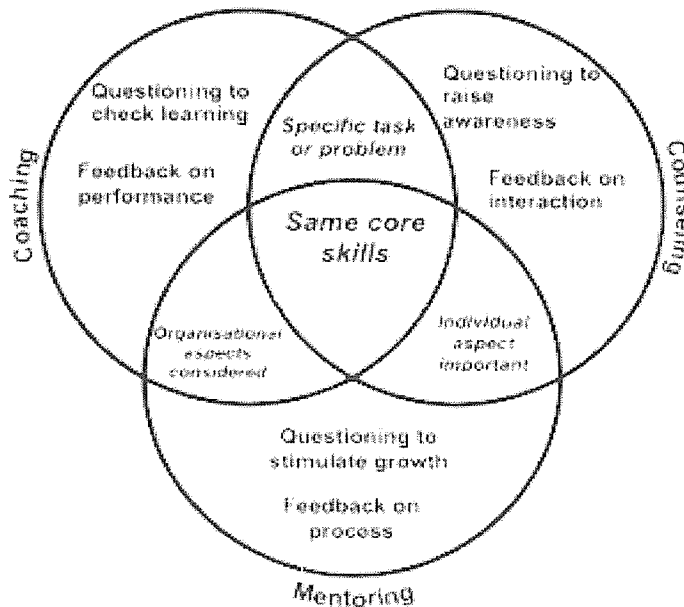 Questioning to
check learning
Feedback on
performance
Coaching
Specific task
or problem
Questioning to
raise
awareness
Feedback on
interaction
Counseling
Same core
skills
Organisational
aspects
considered
Individual
aspect
important
Questioning to
stimulate growth
Feedback on
process
Mentoring